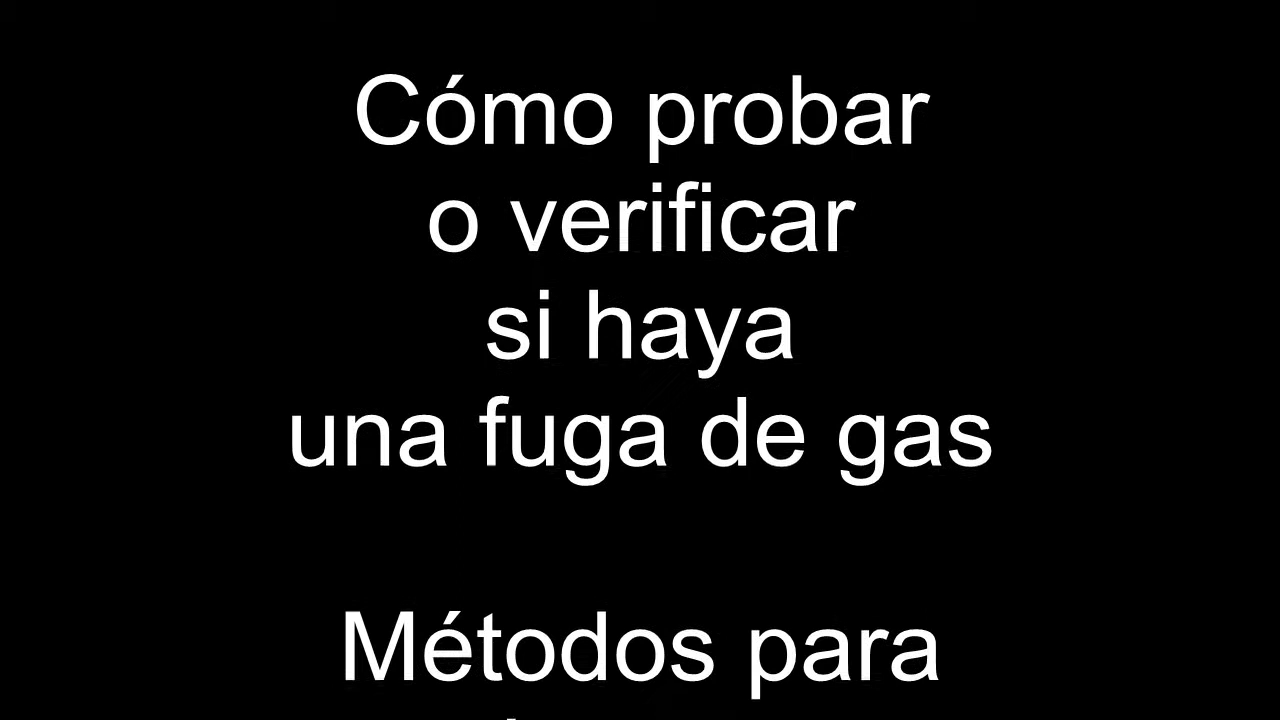 Cómo probar
o verificar
si haya
una fuga de gas
Métodos para